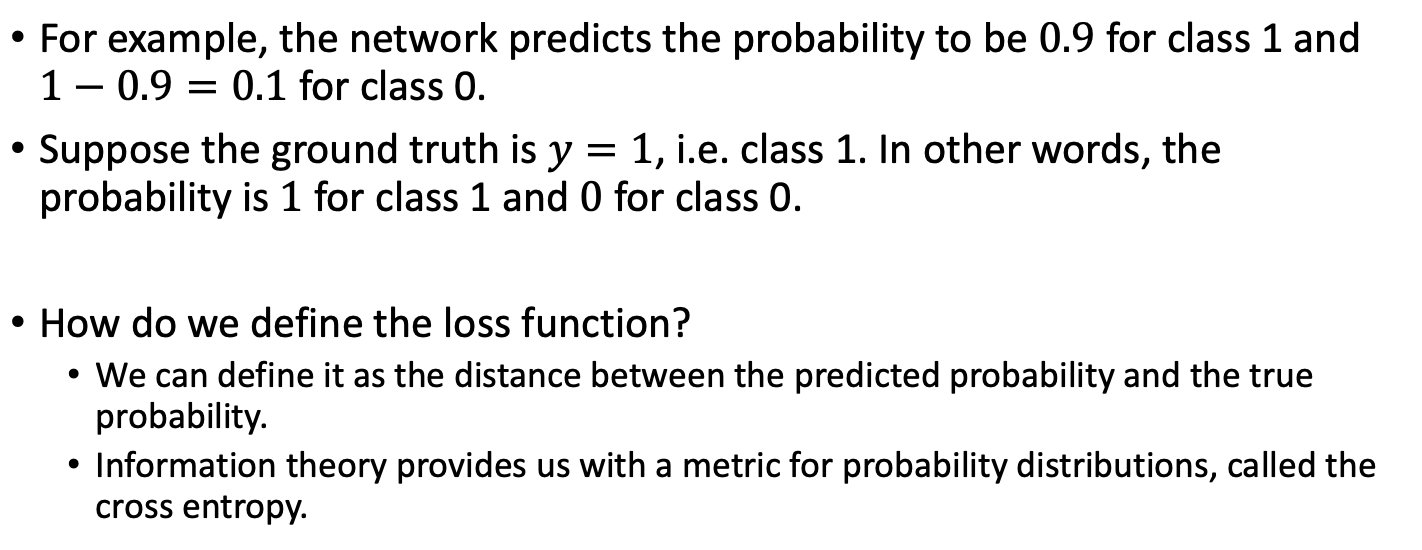 • For example, the network predicts the probability to be 0.9 for class 1 and
1 − 0.9 = 0.1 for class 0.
• Suppose the ground truth is y = 1, i.e. class 1. In other words, the
probability is 1 for class 1 and 0 for class 0.
• How do we define the loss function?
• We can define it as the distance between the predicted probability and the true
probability.
• Information theory provides us with a metric for probability distributions, called the
cross entropy.